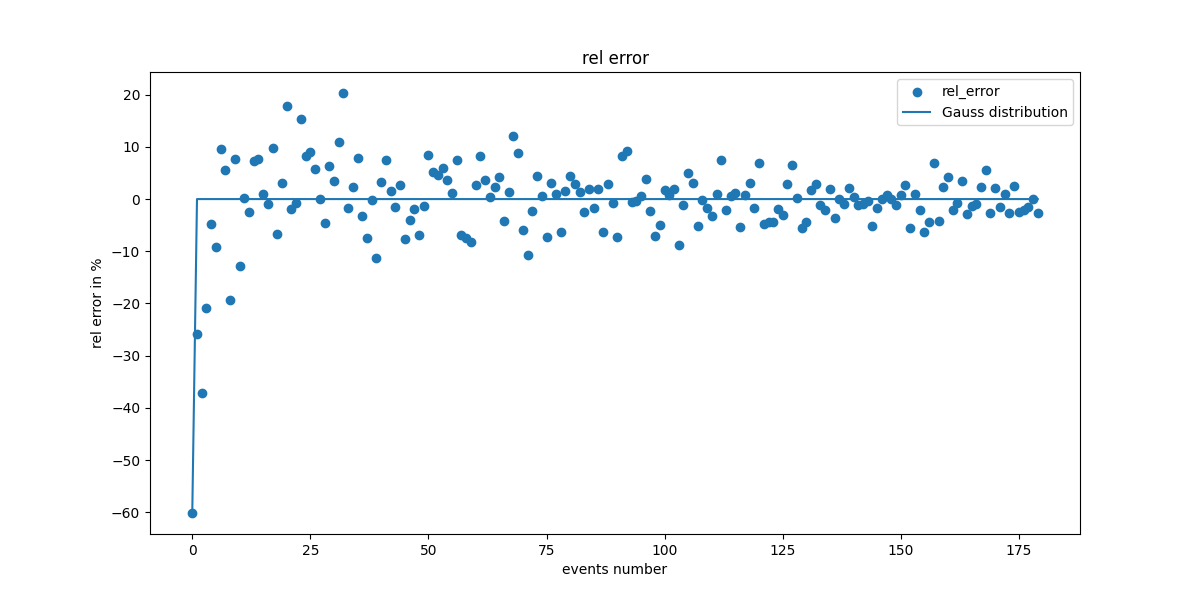 rel error
rel_error
Gauss distribution
rel error in %
20
10
0
−10
−20
−30
−40
−50
−60
0 25 50 75 100 125 150 175
events number